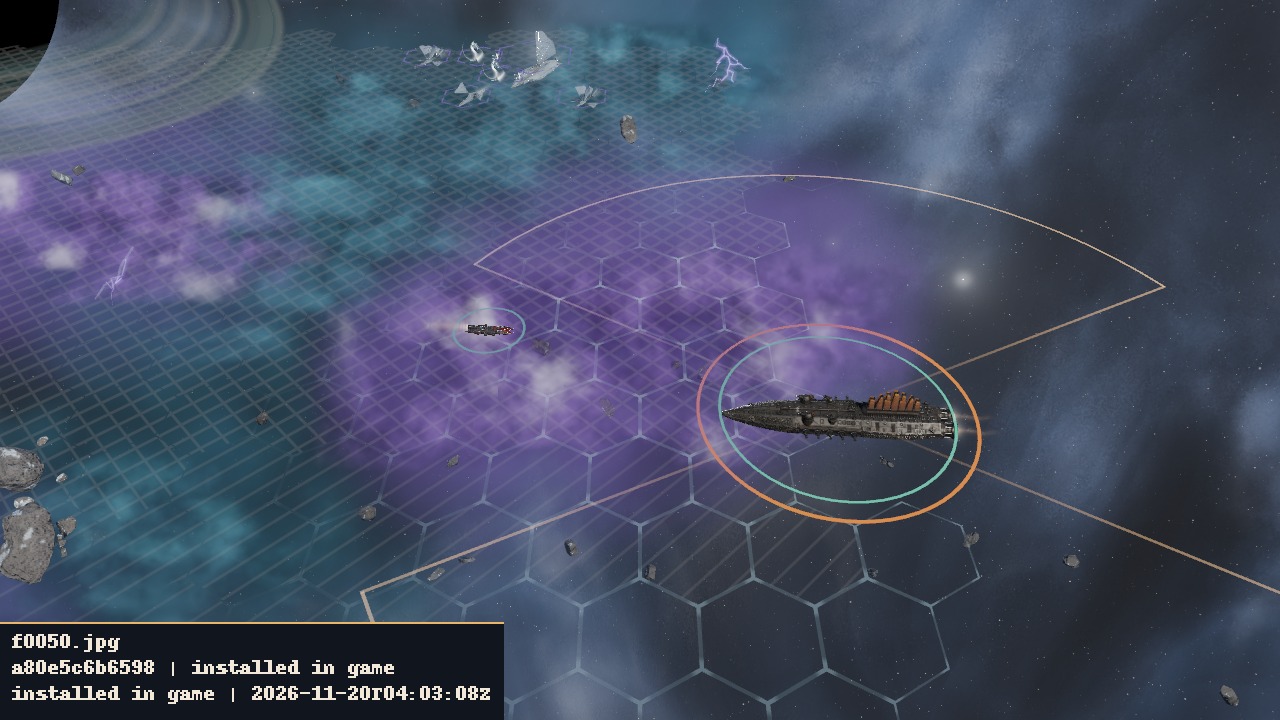 f0050.jpg
a80e5c6b6598 | installed in game
installed in game | 2026-11-20T04:03:08Z